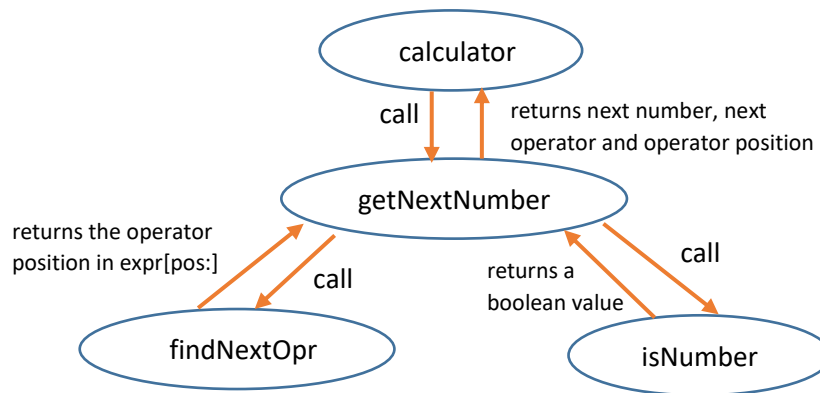 calculator
call
returns next number, next
operator and operator position
getNextNumber
returns the operator
position in expr[pos:]
call
returns a
boolean value
call
findNextOpr
isNumber